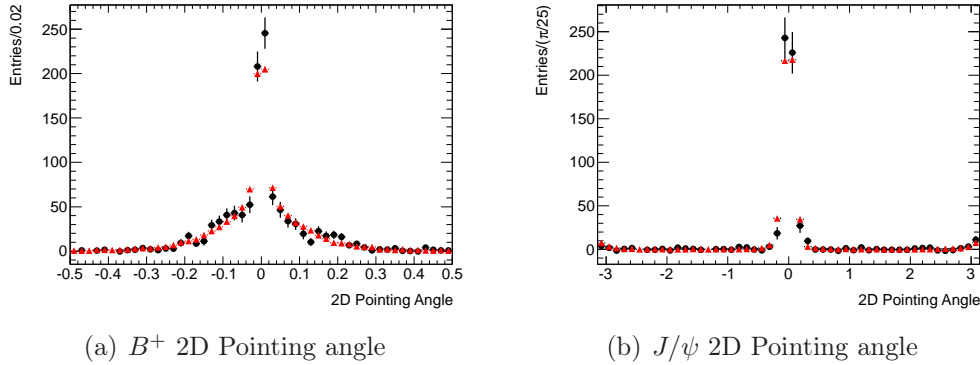 Entries/0.02
250
200
150
100
50
0
-0.5 -0.4 -0.3 -0.2 -0.1 0 0.1 0.2 0.3 0.4 0.5
2D Pointing Angle
(a) B⁺ 2D Pointing angle
Entries/(π/25)
250
200
150
100
50
0
-3 -2 -1 0 1 2 3
2D Pointing Angle
(b) J/ψ 2D Pointing angle